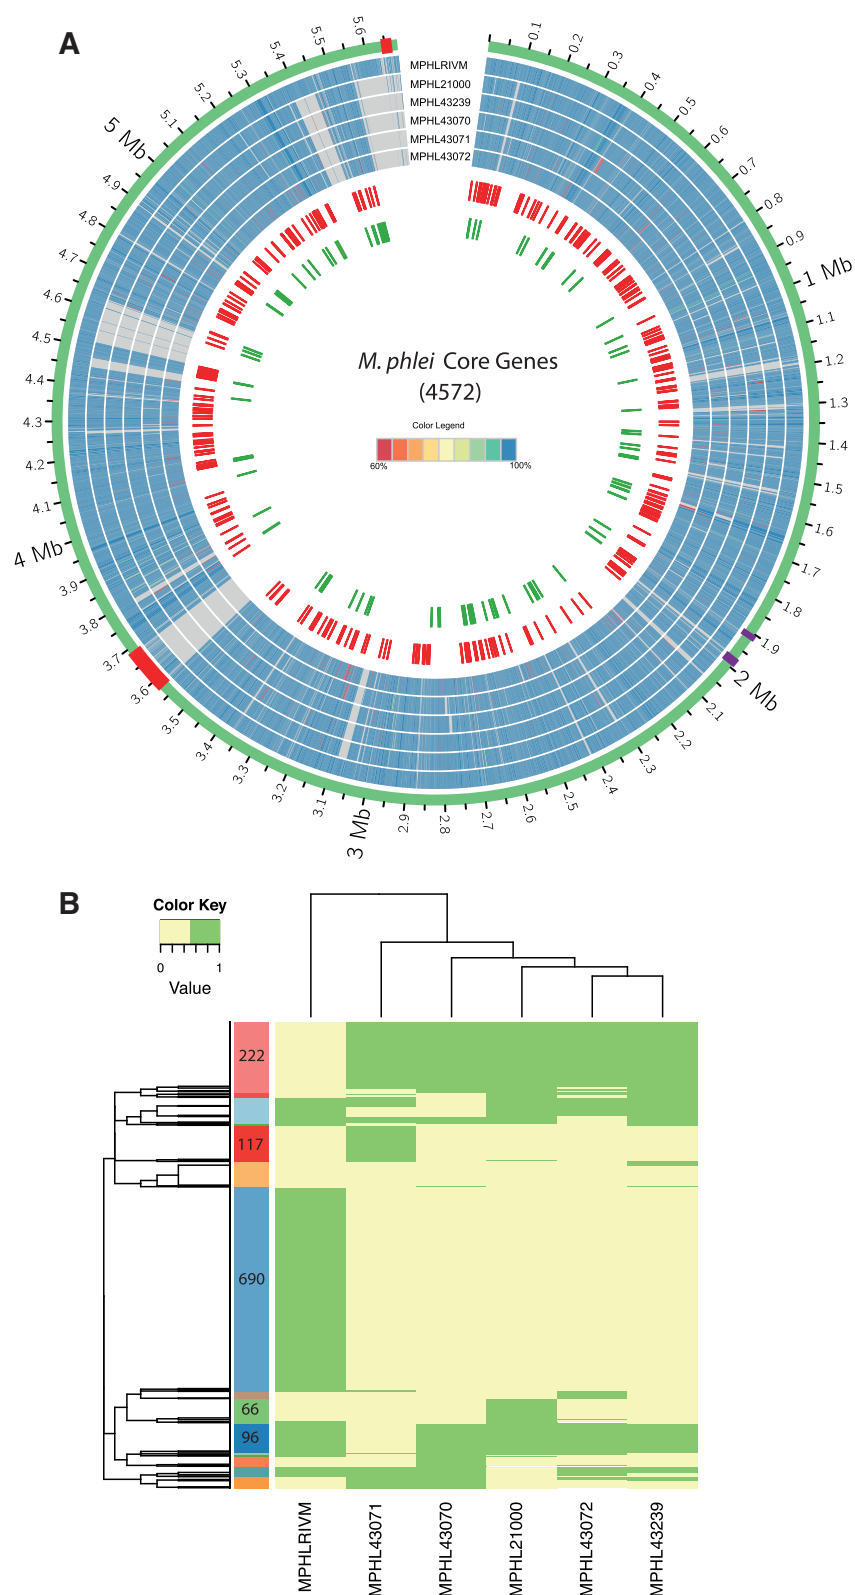 A
MPHLRIVM
MPHL21000
MPHL43239
MPHL43070
MPHL43071
MPHL43072
0.1
0.2
0.3
0.4
0.5
0.6
0.7
0.8
0.9
1 Mb
1.1
1.2
1.3
1.4
1.5
1.6
1.7
1.8
1.9
2 Mb
2.1
2.2
2.3
2.4
2.5
2.6
2.7
2.8
2.9
3 Mb
3.1
3.2
3.3
3.4
3.5
3.6
3.7
3.8
3.9
4 Mb
4.1
4.2
4.3
4.4
4.5
4.6
4.7
4.8
4.9
5 Mb
5.1
5.2
5.3
5.4
5.5
5.6
M. phlei Core Genes
(4572)
Color Legend
60% 100%
B
Color Key
0 1
Value
222
117
690
66
96
MPHLRIVM
MPHL43071
MPHL43070
MPHL21000
MPHL43072
MPHL43239